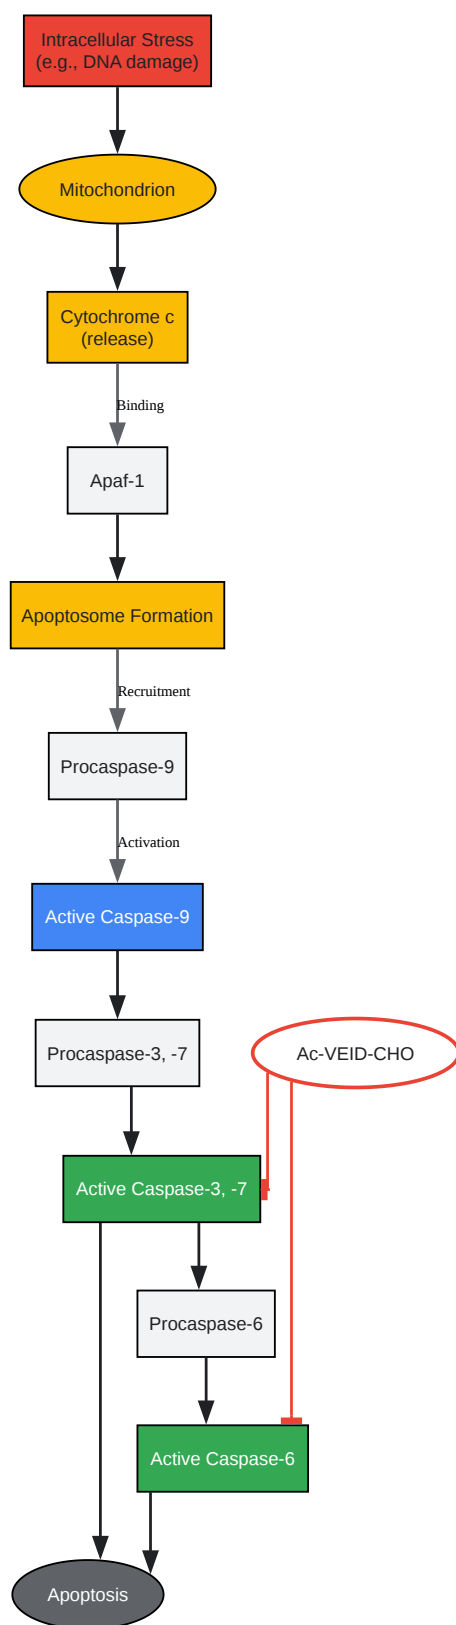 Intracellular Stress
(e.g., DNA damage)
Mitochondrion
Cytochrome c
(release)
Binding
Apaf-1
Apoptosome Formation
Recruitment
Procaspase-9
Activation
Active Caspase-9
Procaspase-3, -7
Ac-VEID-CHO
Active Caspase-3, -7
Procaspase-6
Active Caspase-6
Apoptosis